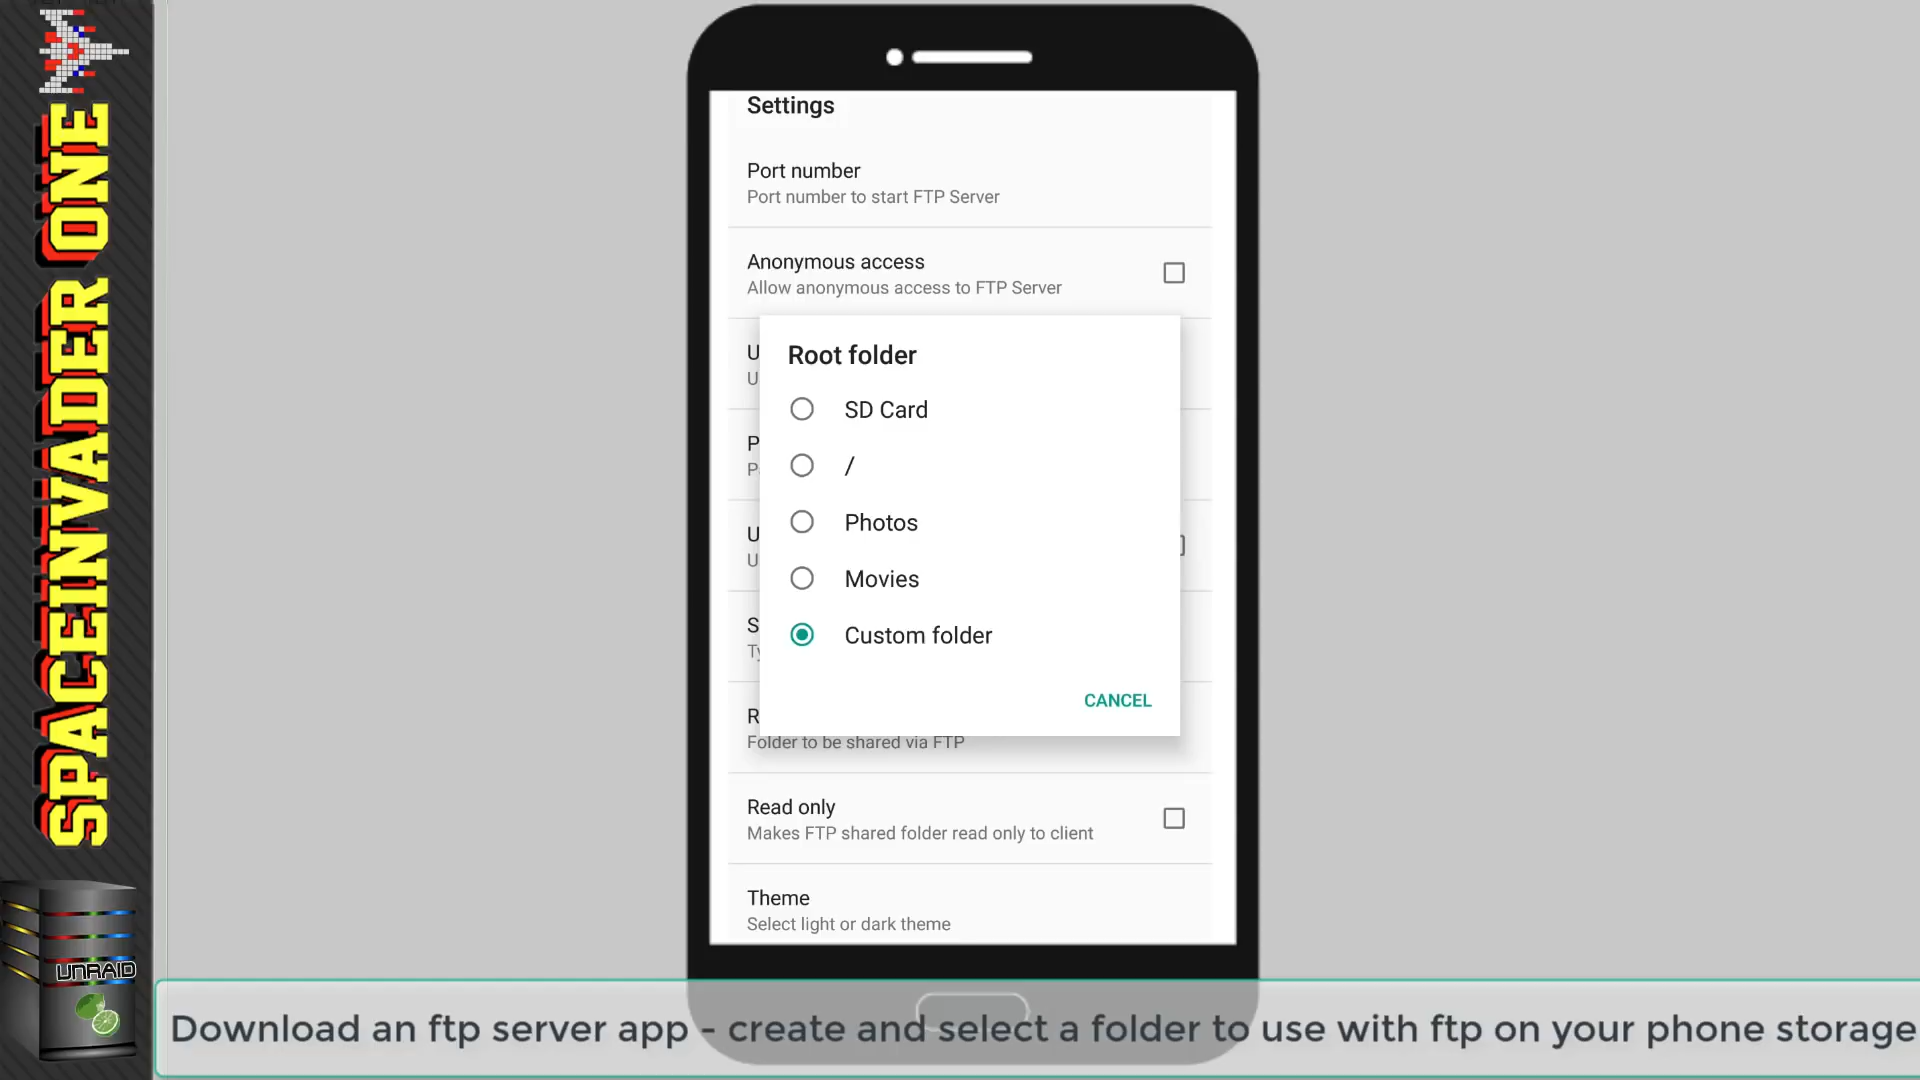 SPACEINVADER ONE
UNRAID
Settings
Port number
Port number to start FTP Server
Anonymous access
Allow anonymous access to FTP Server
U
U
Root folder
SD Card
/
Photos
Movies
Custom folder
CANCEL
P
P
U
U
S
Ty
R
Folder to be shared via FTP
Read only
Makes FTP shared folder read only to client
Theme
Select light or dark theme
Download an ftp server app - create and select a folder to use with ftp on your phone storage